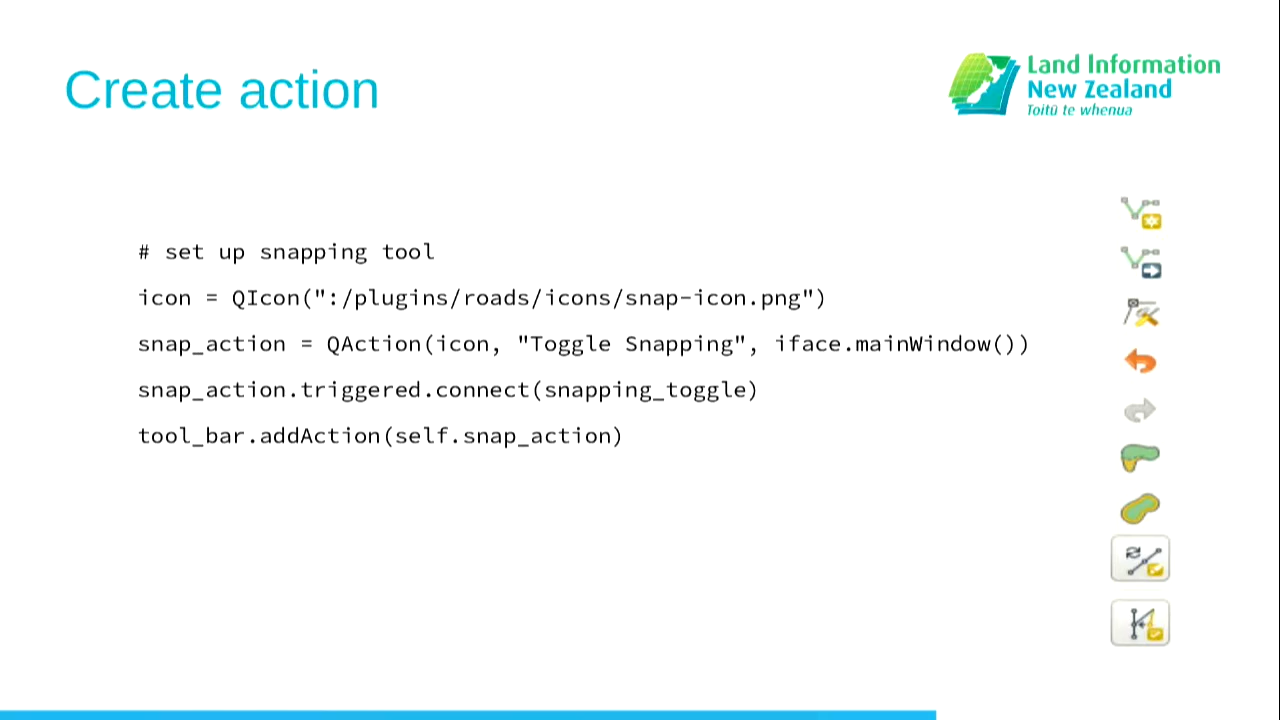 Create action
Land Information
New Zealand
Toitū te whenua
# set up snapping tool
icon = QIcon(":/plugins/roads/icons/snap-icon.png")
snap_action = QAction(icon, "Toggle Snapping", iface.mainWindow())
snap_action.triggered.connect(snapping_toggle)
tool_bar.addAction(self.snap_action)